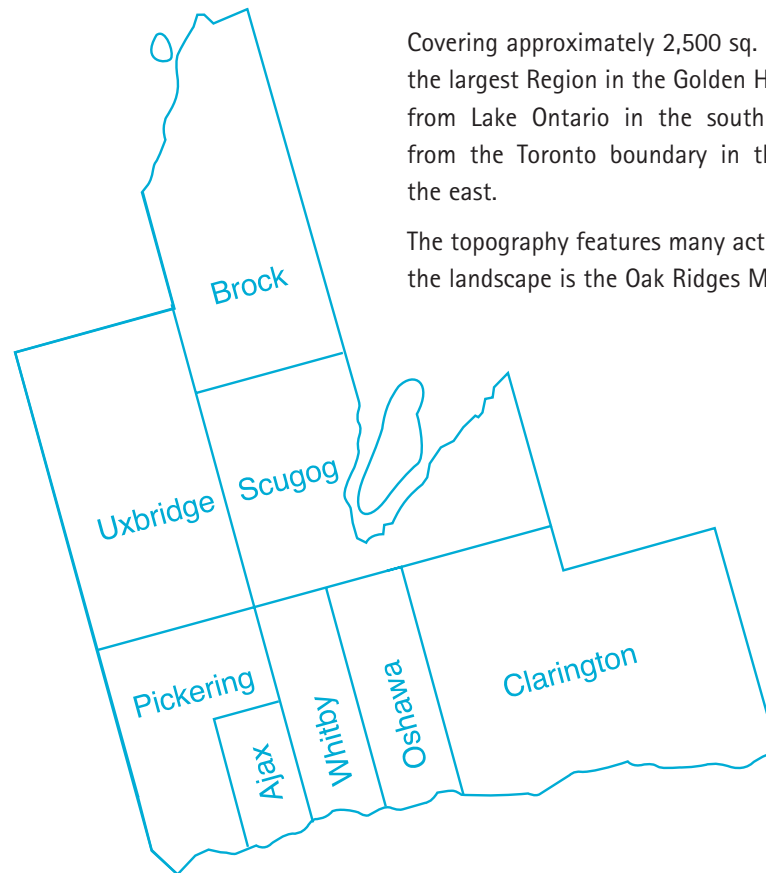 Covering approximately 2,500 sq.
the largest Region in the Golden H
from Lake Ontario in the south
from the Toronto boundary in th
the east.
The topography features many act
the landscape is the Oak Ridges M
Brock
Scugog
Uxbridge
Pickering
Ajax
Whitby
Oshawa
Clarington